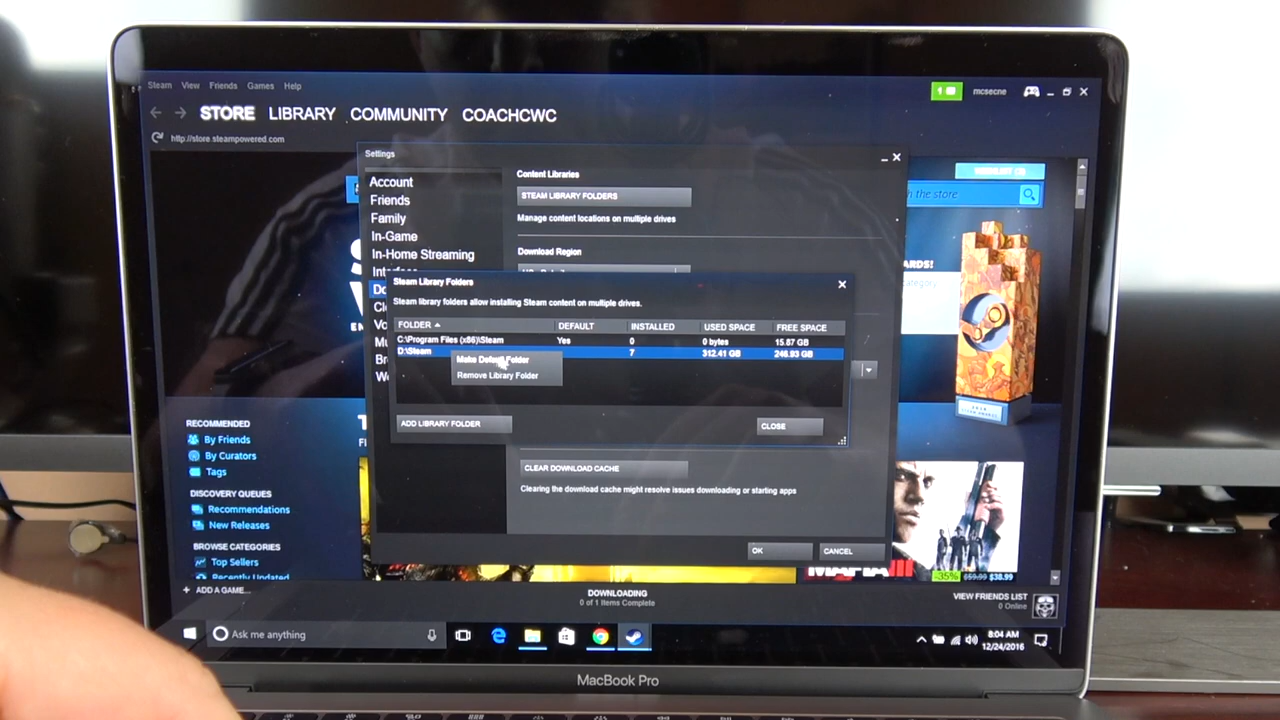 Steam View Friends Games Help
mcsecne
STORE LIBRARY COMMUNITY COACHCWC
http://store.steampowered.com
Settings
Account
Friends
Family
In-Game
In-Home Streaming
Content Libraries
STEAM LIBRARY FOLDERS
Manage content locations on multiple drives
Download Region
the store
Steam Library Folders
Steam library folders allow installing Steam content on multiple drives.
FOLDER DEFAULT INSTALLED USED SPACE FREE SPACE
C:\Program Files (x86)\Steam Yes 0 0 bytes 15.87 GB
D:\Steam 7 312.41 GB 246.93 GB
Make Default Folder
Remove Library Folder
ADD LIBRARY FOLDER
CLOSE
CLEAR DOWNLOAD CACHE
Clearing the download cache might resolve issues downloading or starting apps
OK CANCEL
RECOMMENDED
By Friends
By Curators
Tags
DISCOVERY QUEUES
Recommendations
New Releases
BROWSE CATEGORIES
Top Sellers
Recently Updated
-35% $59.99 $38.99
+ ADD A GAME...
DOWNLOADING
0 of 1 Items Complete
VIEW FRIENDS LIST
0 Online
Ask me anything
8:04 AM
12/24/2016
MacBook Pro